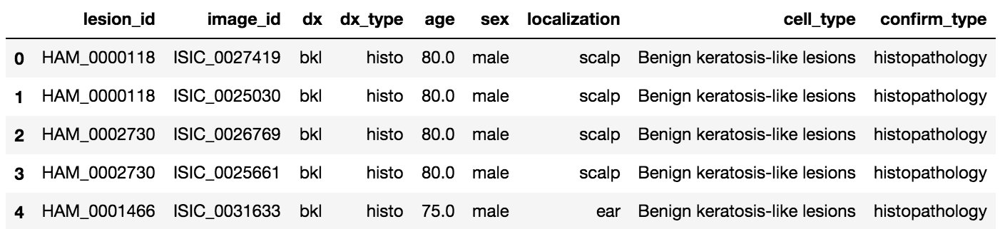 lesion_id image_id dx dx_type age sex localization cell_type confirm_type
0 HAM_0000118 ISIC_0027419 bkl histo 80.0 male scalp Benign keratosis-like lesions histopathology
1 HAM_0000118 ISIC_0025030 bkl histo 80.0 male scalp Benign keratosis-like lesions histopathology
2 HAM_0002730 ISIC_0026769 bkl histo 80.0 male scalp Benign keratosis-like lesions histopathology
3 HAM_0002730 ISIC_0025661 bkl histo 80.0 male scalp Benign keratosis-like lesions histopathology
4 HAM_0001466 ISIC_0031633 bkl histo 75.0 male ear Benign keratosis-like lesions histopathology